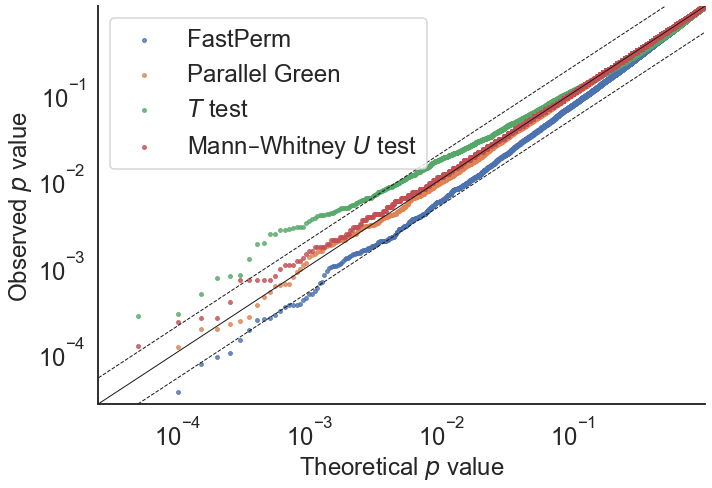 FastPerm
Parallel Green
T test
Mann–Whitney U test
Observed p value
10⁻¹
10⁻²
10⁻³
10⁻⁴
10⁻⁴ 10⁻³ 10⁻² 10⁻¹
Theoretical p value